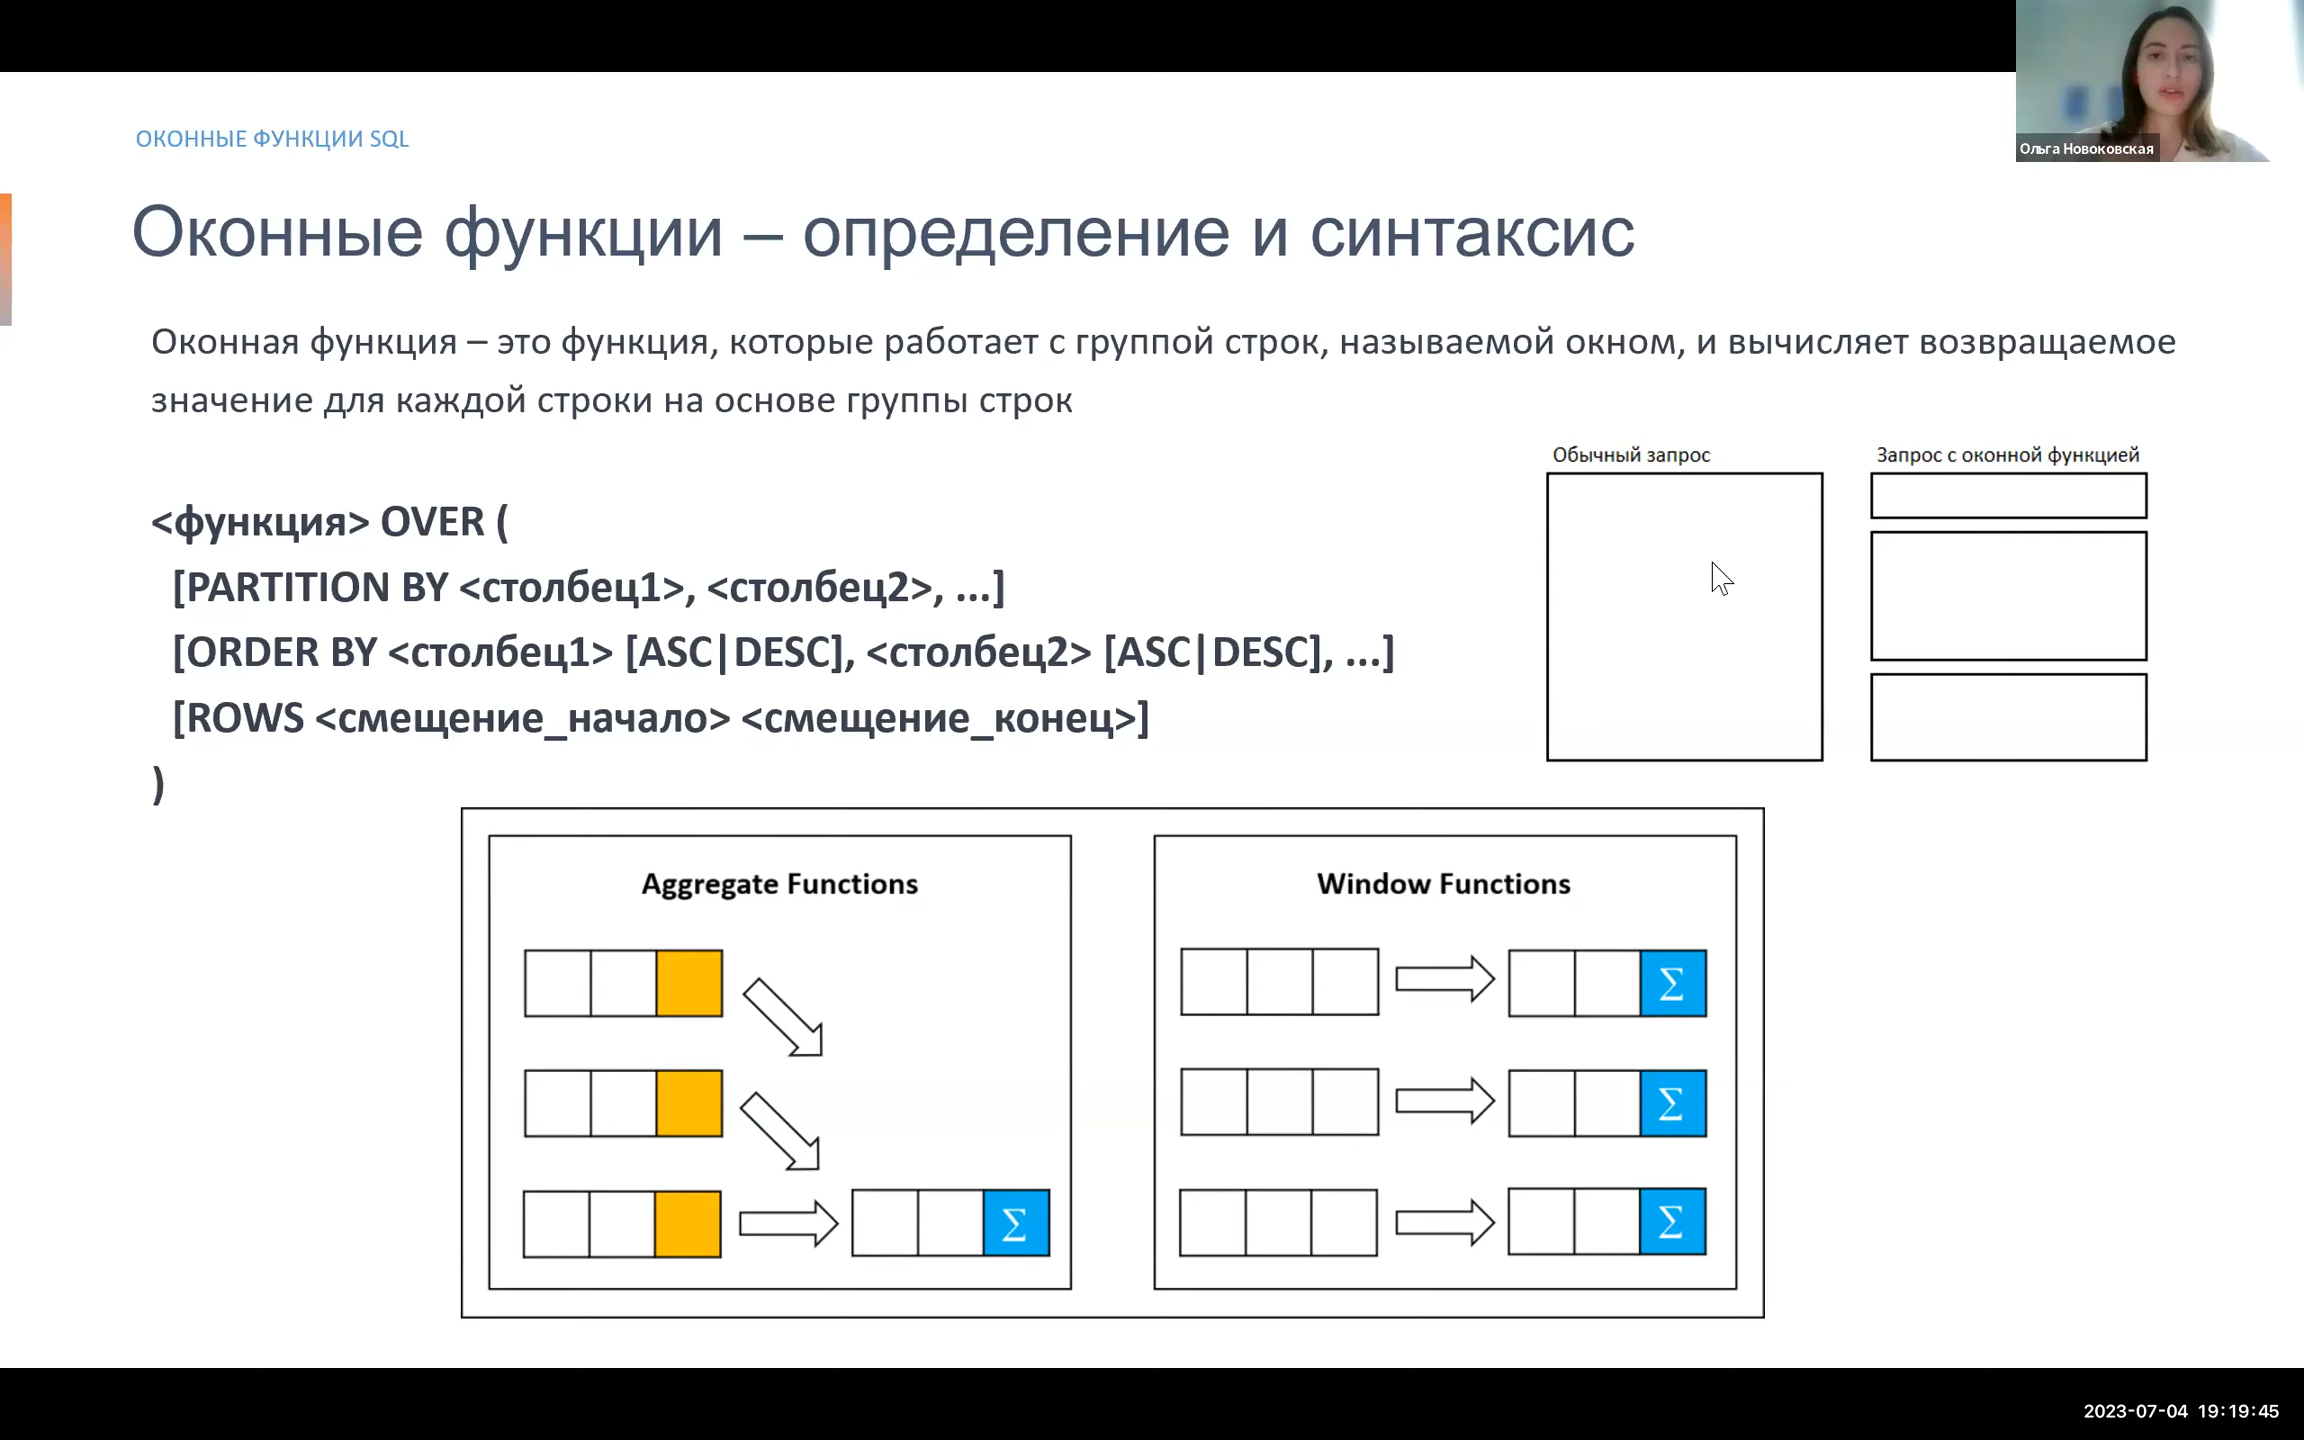 Ольга Новоковская
ОКОННЫЕ ФУНКЦИИ SQL
Оконные функции – определение и синтаксис
Оконная функция – это функция, которые работает с группой строк, называемой окном, и вычисляет возвращаемое
значение для каждой строки на основе группы строк
Обычный запрос
Запрос с оконной функцией
<функция> OVER (
[PARTITION BY <столбец1>, <столбец2>, ...]
[ORDER BY <столбец1> [ASC|DESC], <столбец2> [ASC|DESC], ...]
[ROWS <смещение_начало> <смещение_конец>]
)
Aggregate Functions
Σ
Window Functions
Σ
Σ
Σ
2023-07-04 19:19:45